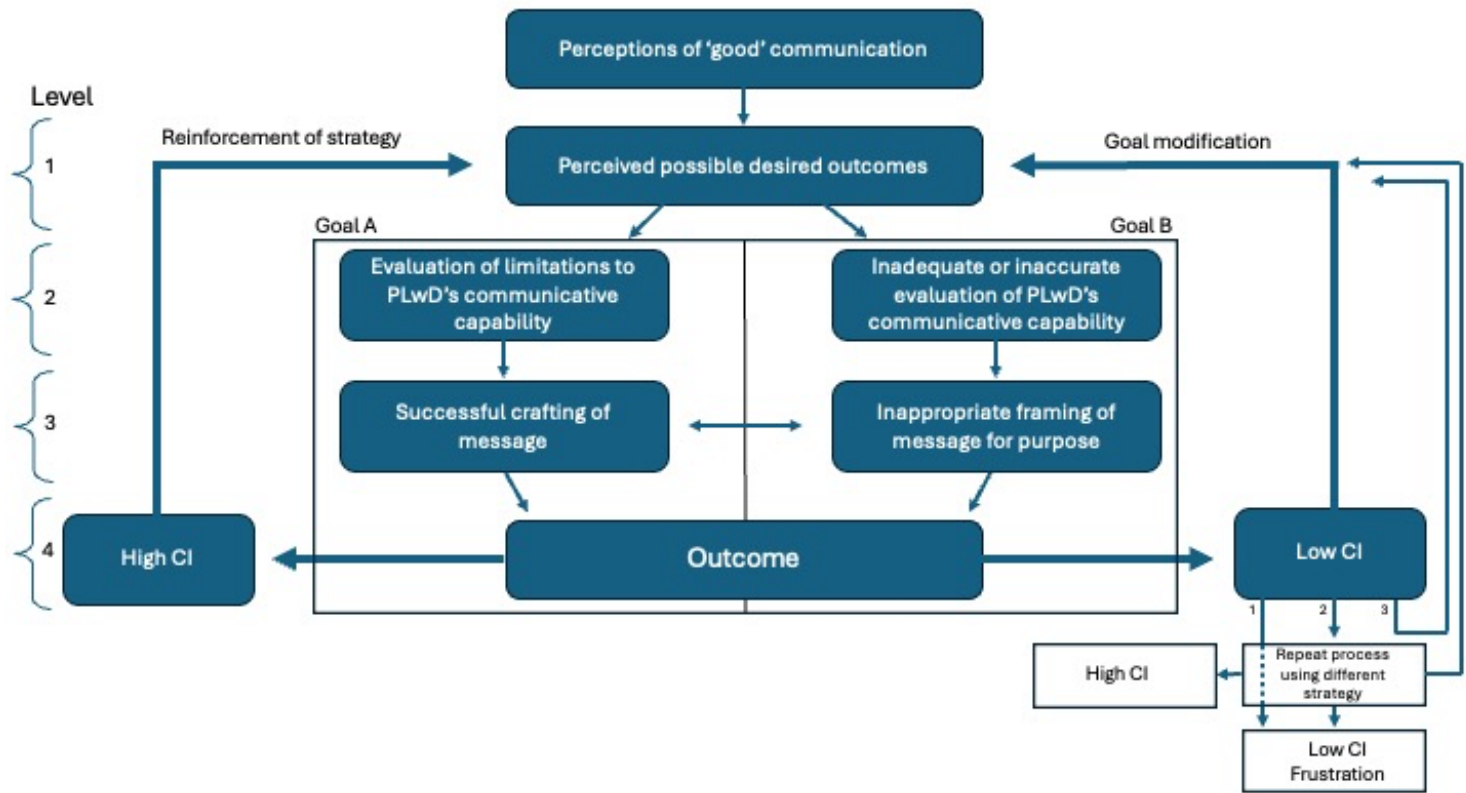 Perceptions of ‘good’ communication
Level
Reinforcement of strategy
Goal modification
1
Perceived possible desired outcomes
Goal A
Goal B
2
Evaluation of limitations to
PLwD’s communicative
capability
Inadequate or inaccurate
evaluation of PLwD’s
communicative capability
3
Successful crafting of
message
Inappropriate framing of
message for purpose
4
High CI
Outcome
Low CI
1
2
3
High CI
Repeat process
using different
strategy
Low CI
Frustration